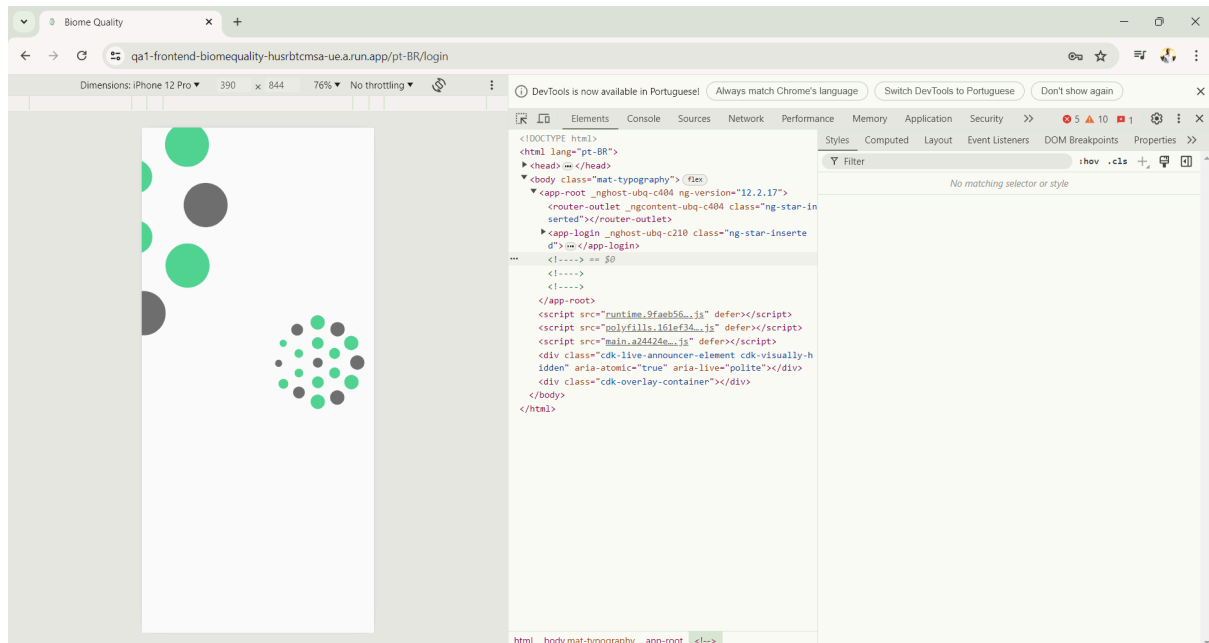 Biome Quality
qa1-frontend-biomequality-husrbtcmsa-ue.a.run.app/pt-BR/login
Dimensions: iPhone 12 Pro ▼ 390 × 844 76% ▼ No throttling ▼
DevTools is now available in Portuguese! Always match Chrome's language Switch DevTools to Portuguese Don't show again
Elements Console Sources Network Performance Memory Application Security >> 5 10 1
<!DOCTYPE html>
<html lang="pt-BR">
<head> ... </head>
<body class="mat-typography"> flex
<app-root _nghost-ubq-c404 ng-version="12.2.17">
<router-outlet _ngcontent-ubq-c404 class="ng-star-in
serted"></router-outlet>
<app-login _nghost-ubq-c210 class="ng-star-inserte
d"> ... </app-login>
... <!----> == $0
<!---->
<!---->
</app-root>
<script src="runtime.9faeb56….js" defer></script>
<script src="polyfills.161ef34….js" defer></script>
<script src="main.a24424e….js" defer></script>
<div class="cdk-live-announcer-element cdk-visually-h
idden" aria-atomic="true" aria-live="polite"></div>
<div class="cdk-overlay-container"></div>
</body>
</html>
html body.mat-typography app-root <!-->
Styles Computed Layout Event Listeners DOM Breakpoints Properties >>
Filter :hov .cls
No matching selector or style